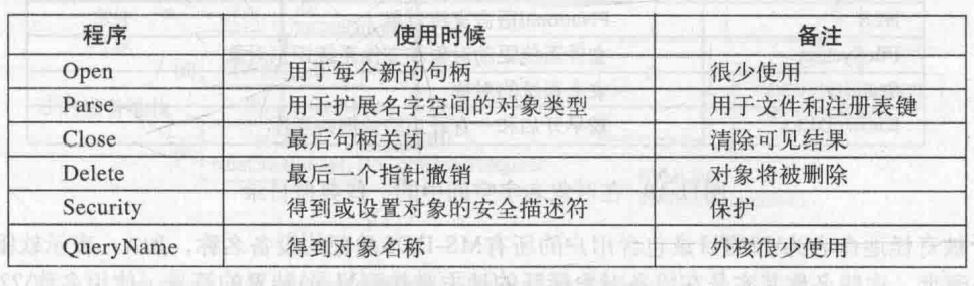 程序 使用时候 备注
Open 用于每个新的句柄 很少使用
Parse 用于扩展名字空间的对象类型 用于文件和注册表键
Close 最后句柄关闭 清除可见结果
Delete 最后一个指针撤销 对象将被删除
Security 得到或设置对象的安全描述符 保护
QueryName 得到对象名称 外核很少使用